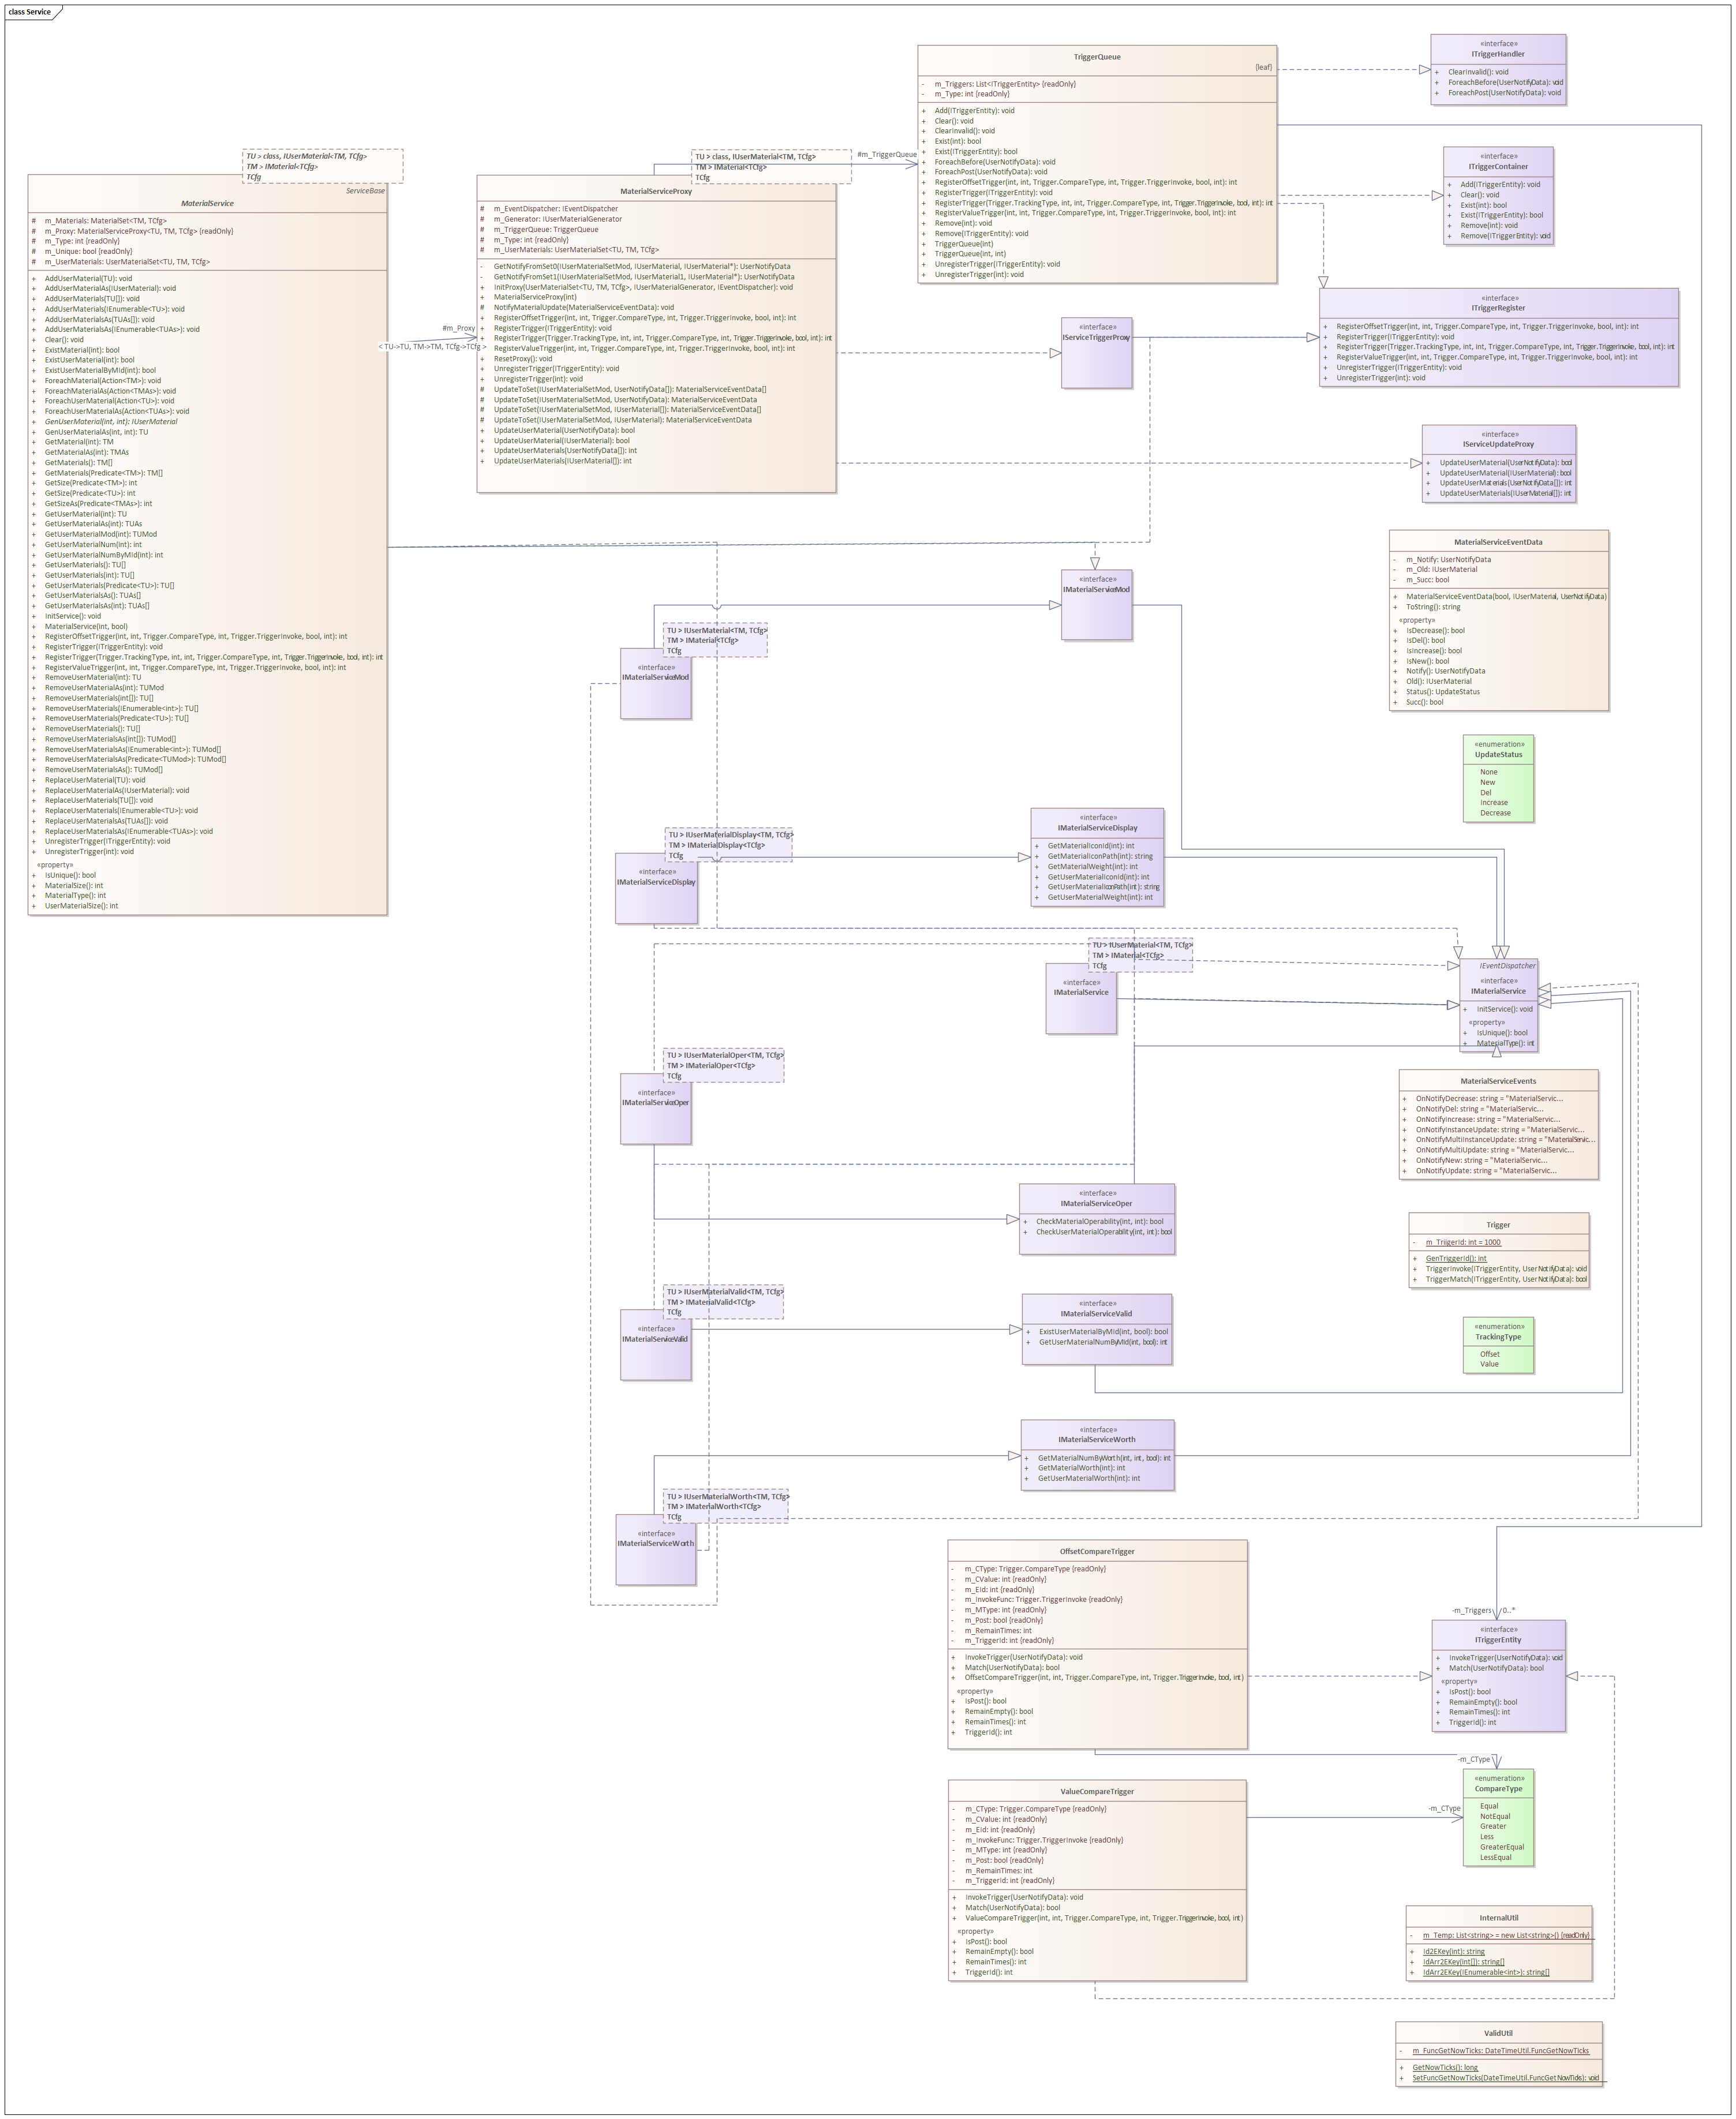 class Service
TU > class, IUserMaterial<TM, TCfg>
TM > IMaterial<TCfg>
TCfg
ServiceBase
MaterialService
# m_Materials: MaterialSet<TM, TCfg>
# m_Proxy: MaterialServiceProxy<TU, TM, TCfg> {readOnly}
# m_Type: int {readOnly}
# m_Unique: bool {readOnly}
# m_UserMaterials: UserMaterialSet<TU, TM, TCfg>
+ AddUserMaterial(TU): void
+ AddUserMaterialAs(IUserMaterial): void
+ AddUserMaterials(TU[]): void
+ AddUserMaterials(IEnumerable<TU>): void
+ AddUserMaterialsAs(TUAs[]): void
+ AddUserMaterialsAs(IEnumerable<TUAs>): void
+ Clear(): void
+ ExistMaterial(int): bool
+ ExistUserMaterial(int): bool
+ ExistUserMaterialByMId(int): bool
+ ForeachMaterial(Action<TM>): void
+ ForeachMaterialAs(Action<TMAs>): void
+ ForeachUserMaterial(Action<TU>): void
+ ForeachUserMaterialAs(Action<TUAs>): void
+ GenUserMaterial(int, int): IUserMaterial
+ GenUserMaterialAs(int, int): TU
+ GetMaterial(int): TM
+ GetMaterialAs(int): TMAs
+ GetMaterials(): TM[]
+ GetMaterials(Predicate<TM>): TM[]
+ GetSize(Predicate<TM>): int
+ GetSize(Predicate<TU>): int
+ GetSizeAs(Predicate<TMAs>): int
+ GetUserMaterial(int): TU
+ GetUserMaterialAs(int): TUAs
+ GetUserMaterialMod(int): TUMod
+ GetUserMaterialNum(int): int
+ GetUserMaterialNumByMId(int): int
+ GetUserMaterials(): TU[]
+ GetUserMaterials(int): TU[]
+ GetUserMaterials(Predicate<TU>): TU[]
+ GetUserMaterialsAs(): TUAs[]
+ GetUserMaterialsAs(int): TUAs[]
+ InitService(): void
+ MaterialService(int, bool)
+ RegisterOffsetTrigger(int, int, Trigger.CompareType, int, Trigger.TriggerInvoke, bool, int): int
+ RegisterTrigger(ITriggerEntity): void
+ RegisterTrigger(Trigger.TrackingType, int, int, Trigger.CompareType, int, Trigger.TriggerInvoke, bool, int): int
+ RegisterValueTrigger(int, int, Trigger.CompareType, int, Trigger.TriggerInvoke, bool, int): int
+ RemoveUserMaterial(int): TU
+ RemoveUserMaterialAs(int): TUMod
+ RemoveUserMaterials(int[]): TU[]
+ RemoveUserMaterials(IEnumerable<int>): TU[]
+ RemoveUserMaterials(Predicate<TU>): TU[]
+ RemoveUserMaterials(): TU[]
+ RemoveUserMaterialsAs(int[]): TUMod[]
+ RemoveUserMaterialsAs(IEnumerable<int>): TUMod[]
+ RemoveUserMaterialsAs(Predicate<TUMod>): TUMod[]
+ RemoveUserMaterialsAs(): TUMod[]
+ ReplaceUserMaterial(TU): void
+ ReplaceUserMaterialAs(IUserMaterial): void
+ ReplaceUserMaterials(TU[]): void
+ ReplaceUserMaterials(IEnumerable<TU>): void
+ ReplaceUserMaterialsAs(TUAs[]): void
+ ReplaceUserMaterialsAs(IEnumerable<TUAs>): void
+ UnregisterTrigger(ITriggerEntity): void
+ UnregisterTrigger(int): void
«property»
+ IsUnique(): bool
+ MaterialSize(): int
+ MaterialType(): int
+ UserMaterialSize(): int
#m_Proxy
< TU->TU, TM->TM, TCfg->TCfg >
TU > class, IUserMaterial<TM, TCfg>
TM > IMaterial<TCfg>
TCfg
MaterialServiceProxy
# m_EventDispatcher: IEventDispatcher
# m_Generator: IUserMaterialGenerator
# m_TriggerQueue: TriggerQueue
# m_Type: int {readOnly}
# m_UserMaterials: UserMaterialSet<TU, TM, TCfg>
- GetNotifyFromSet0(IUserMaterialSetMod, IUserMaterial, IUserMaterial*): UserNotifyData
- GetNotifyFromSet1(IUserMaterialSetMod, IUserMaterial1, IUserMaterial*): UserNotifyData
+ InitProxy(UserMaterialSet<TU, TM, TCfg>, IUserMaterialGenerator, IEventDispatcher): void
+ MaterialServiceProxy(int)
# NotifyMaterialUpdate(MaterialServiceEventData): void
+ RegisterOffsetTrigger(int, int, Trigger.CompareType, int, Trigger.TriggerInvoke, bool, int): int
+ RegisterTrigger(ITriggerEntity): void
+ RegisterTrigger(Trigger.TrackingType, int, int, Trigger.CompareType, int, Trigger.TriggerInvoke, bool, int): int
+ RegisterValueTrigger(int, int, Trigger.CompareType, int, Trigger.TriggerInvoke, bool, int): int
+ ResetProxy(): void
+ UnregisterTrigger(ITriggerEntity): void
+ UnregisterTrigger(int): void
# UpdateToSet(IUserMaterialSetMod, UserNotifyData[]): MaterialServiceEventData[]
# UpdateToSet(IUserMaterialSetMod, UserNotifyData): MaterialServiceEventData
# UpdateToSet(IUserMaterialSetMod, IUserMaterial[]): MaterialServiceEventData[]
# UpdateToSet(IUserMaterialSetMod, IUserMaterial): MaterialServiceEventData
+ UpdateUserMaterial(UserNotifyData): bool
+ UpdateUserMaterial(IUserMaterial): bool
+ UpdateUserMaterials(UserNotifyData[]): int
+ UpdateUserMaterials(IUserMaterial[]): int
#m_TriggerQueue
TriggerQueue
{leaf}
- m_Triggers: List<ITriggerEntity> {readOnly}
- m_Type: int {readOnly}
+ Add(ITriggerEntity): void
+ Clear(): void
+ ClearInvalid(): void
+ Exist(int): bool
+ Exist(ITriggerEntity): bool
+ ForeachBefore(UserNotifyData): void
+ ForeachPost(UserNotifyData): void
+ RegisterOffsetTrigger(int, int, Trigger.CompareType, int, Trigger.TriggerInvoke, bool, int): int
+ RegisterTrigger(ITriggerEntity): void
+ RegisterTrigger(Trigger.TrackingType, int, int, Trigger.CompareType, int, Trigger.TriggerInvoke, bool, int): int
+ RegisterValueTrigger(int, int, Trigger.CompareType, int, Trigger.TriggerInvoke, bool, int): int
+ Remove(int): void
+ Remove(ITriggerEntity): void
+ TriggerQueue(int)
+ TriggerQueue(int, int)
+ UnregisterTrigger(ITriggerEntity): void
+ UnregisterTrigger(int): void
«interface»
ITriggerHandler
+ ClearInvalid(): void
+ ForeachBefore(UserNotifyData): void
+ ForeachPost(UserNotifyData): void
«interface»
ITriggerContainer
+ Add(ITriggerEntity): void
+ Clear(): void
+ Exist(int): bool
+ Exist(ITriggerEntity): bool
+ Remove(int): void
+ Remove(ITriggerEntity): void
«interface»
IServiceTriggerProxy
«interface»
ITriggerRegister
+ RegisterOffsetTrigger(int, int, Trigger.CompareType, int, Trigger.TriggerInvoke, bool, int): int
+ RegisterTrigger(ITriggerEntity): void
+ RegisterTrigger(Trigger.TrackingType, int, int, Trigger.CompareType, int, Trigger.TriggerInvoke, bool, int): int
+ RegisterValueTrigger(int, int, Trigger.CompareType, int, Trigger.TriggerInvoke, bool, int): int
+ UnregisterTrigger(ITriggerEntity): void
+ UnregisterTrigger(int): void
«interface»
IServiceUpdateProxy
+ UpdateUserMaterial(UserNotifyData): bool
+ UpdateUserMaterial(IUserMaterial): bool
+ UpdateUserMaterials(UserNotifyData[]): int
+ UpdateUserMaterials(IUserMaterial[]): int
MaterialServiceEventData
- m_Notify: UserNotifyData
- m_Old: IUserMaterial
- m_Succ: bool
+ MaterialServiceEventData(bool, IUserMaterial, UserNotifyData)
+ ToString(): string
«property»
+ IsDecrease(): bool
+ IsDel(): bool
+ IsIncrease(): bool
+ IsNew(): bool
+ Notify(): UserNotifyData
+ Old(): IUserMaterial
+ Status(): UpdateStatus
+ Succ(): bool
«interface»
IMaterialServiceMod
TU > IUserMaterial<TM, TCfg>
TM > IMaterial<TCfg>
TCfg
«interface»
IMaterialServiceMod
«enumeration»
UpdateStatus
None
New
Del
Increase
Decrease
TU > IUserMaterialDisplay<TM, TCfg>
TM > IMaterialDisplay<TCfg>
TCfg
«interface»
IMaterialServiceDisplay
«interface»
IMaterialServiceDisplay
+ GetMaterialIconId(int): int
+ GetMaterialIconPath(int): string
+ GetMaterialWeight(int): int
+ GetUserMaterialIconId(int): int
+ GetUserMaterialIconPath(int): string
+ GetUserMaterialWeight(int): int
TU > IUserMaterial<TM, TCfg>
TM > IMaterial<TCfg>
TCfg
«interface»
IMaterialService
IEventDispatcher
«interface»
IMaterialService
+ InitService(): void
«property»
+ IsUnique(): bool
+ MaterialType(): int
TU > IUserMaterialOper<TM, TCfg>
TM > IMaterialOper<TCfg>
TCfg
«interface»
IMaterialServiceOper
MaterialServiceEvents
+ OnNotifyDecrease: string = "MaterialServic...
+ OnNotifyDel: string = "MaterialServic...
+ OnNotifyIncrease: string = "MaterialServic...
+ OnNotifyInstanceUpdate: string = "MaterialServic...
+ OnNotifyMultiInstanceUpdate: string = "MaterialServic...
+ OnNotifyMultiUpdate: string = "MaterialServic...
+ OnNotifyNew: string = "MaterialServic...
+ OnNotifyUpdate: string = "MaterialServic...
«interface»
IMaterialServiceOper
+ CheckMaterialOperability(int, int): bool
+ CheckUserMaterialOperability(int, int): bool
Trigger
- m_TriigerId: int = 1000
+ GenTriggerId(): int
+ TriggerInvoke(ITriggerEntity, UserNotifyData): void
+ TriggerMatch(ITriggerEntity, UserNotifyData): bool
TU > IUserMaterialValid<TM, TCfg>
TM > IMaterialValid<TCfg>
TCfg
«interface»
IMaterialServiceValid
«interface»
IMaterialServiceValid
+ ExistUserMaterialByMId(int, bool): bool
+ GetUserMaterialNumByMId(int, bool): int
«enumeration»
TrackingType
Offset
Value
«interface»
IMaterialServiceWorth
+ GetMaterialNumByWorth(int, int, bool): int
+ GetMaterialWorth(int): int
+ GetUserMaterialWorth(int): int
TU > IUserMaterialWorth<TM, TCfg>
TM > IMaterialWorth<TCfg>
TCfg
«interface»
IMaterialServiceWorth
OffsetCompareTrigger
- m_CType: Trigger.CompareType {readOnly}
- m_CValue: int {readOnly}
- m_EId: int {readOnly}
- m_InvokeFunc: Trigger.TriggerInvoke {readOnly}
- m_MType: int {readOnly}
- m_Post: bool {readOnly}
- m_RemainTimes: int
- m_TriggerId: int {readOnly}
+ InvokeTrigger(UserNotifyData): void
+ Match(UserNotifyData): bool
+ OffsetCompareTrigger(int, int, Trigger.CompareType, int, Trigger.TriggerInvoke, bool, int)
«property»
+ IsPost(): bool
+ RemainEmpty(): bool
+ RemainTimes(): int
+ TriggerId(): int
-m_Triggers 0..*
«interface»
ITriggerEntity
+ InvokeTrigger(UserNotifyData): void
+ Match(UserNotifyData): bool
«property»
+ IsPost(): bool
+ RemainEmpty(): bool
+ RemainTimes(): int
+ TriggerId(): int
-m_CType
ValueCompareTrigger
- m_CType: Trigger.CompareType {readOnly}
- m_CValue: int {readOnly}
- m_EId: int {readOnly}
- m_InvokeFunc: Trigger.TriggerInvoke {readOnly}
- m_MType: int {readOnly}
- m_Post: bool {readOnly}
- m_RemainTimes: int
- m_TriggerId: int {readOnly}
+ InvokeTrigger(UserNotifyData): void
+ Match(UserNotifyData): bool
+ ValueCompareTrigger(int, int, Trigger.CompareType, int, Trigger.TriggerInvoke, bool, int)
«property»
+ IsPost(): bool
+ RemainEmpty(): bool
+ RemainTimes(): int
+ TriggerId(): int
-m_CType
«enumeration»
CompareType
Equal
NotEqual
Greater
Less
GreaterEqual
LessEqual
InternalUtil
- m_Temp: List<string> = new List<string>() {readOnly}
+ Id2EKey(int): string
+ IdArr2EKey(int[]): string[]
+ IdArr2EKey(IEnumerable<int>): string[]
ValidUtil
- m_FuncGetNowTicks: DateTimeUtil.FuncGetNowTicks
+ GetNowTicks(): long
+ SetFuncGetNowTicks(DateTimeUtil.FuncGetNowTicks): void